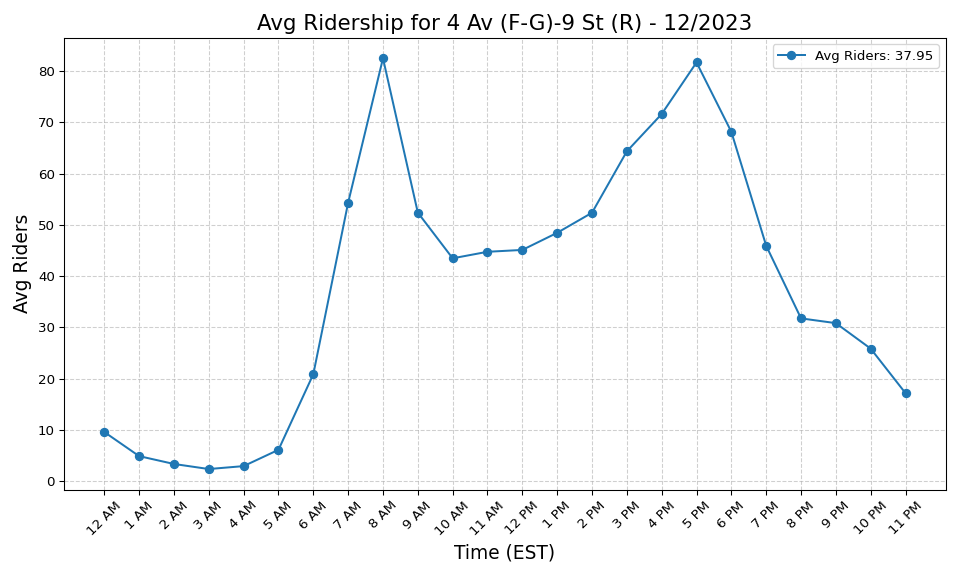 Avg Ridership for 4 Av (F-G)-9 St (R) - 12/2023
Avg Riders: 37.95
Avg Riders
80
70
60
50
40
30
20
10
0
12 AM 1 AM 2 AM 3 AM 4 AM 5 AM 6 AM 7 AM 8 AM 9 AM 10 AM 11 AM 12 PM 1 PM 2 PM 3 PM 4 PM 5 PM 6 PM 7 PM 8 PM 9 PM 10 PM 11 PM
Time (EST)